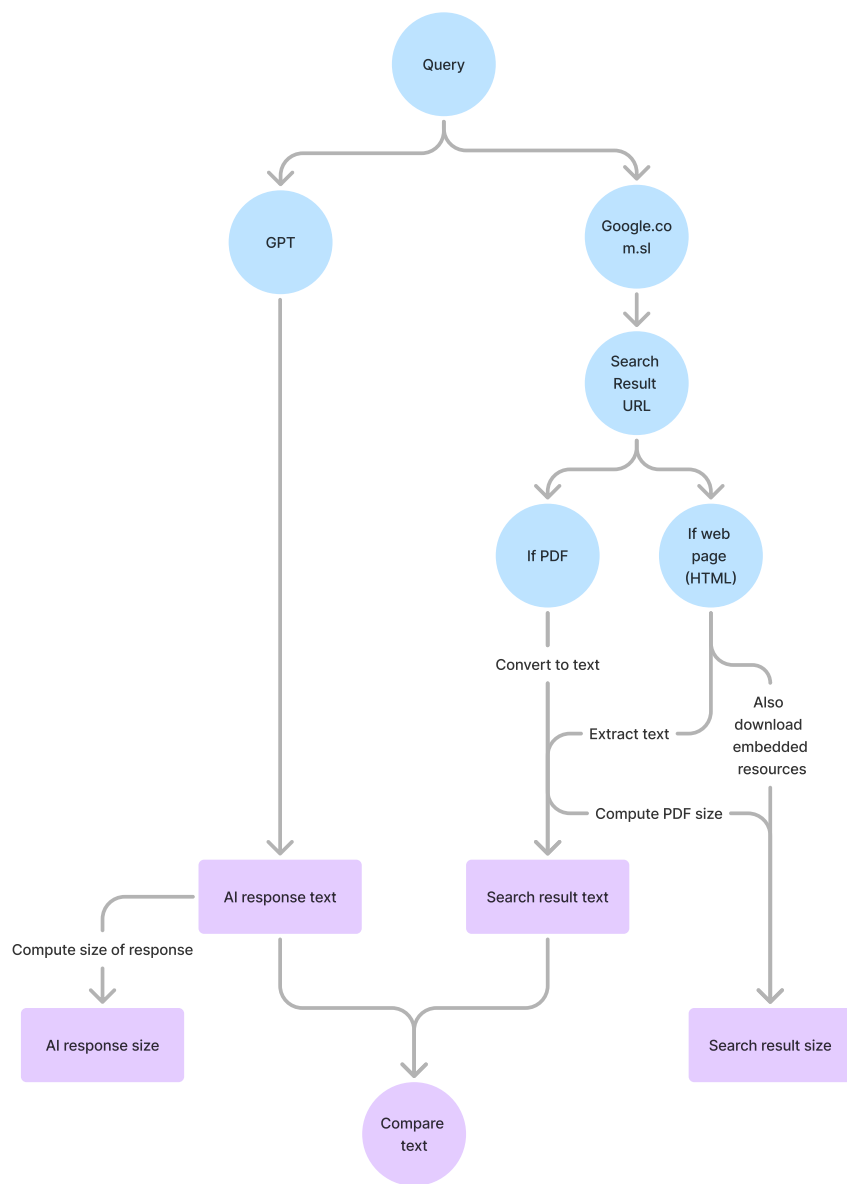 Query
GPT
Google.co
m.sl
Search
Result
URL
If PDF
If web
page
(HTML)
Convert to text
Also
download
embedded
resources
Extract text
Compute PDF size
AI response text
Search result text
Compute size of response
AI response size
Search result size
Compare
text